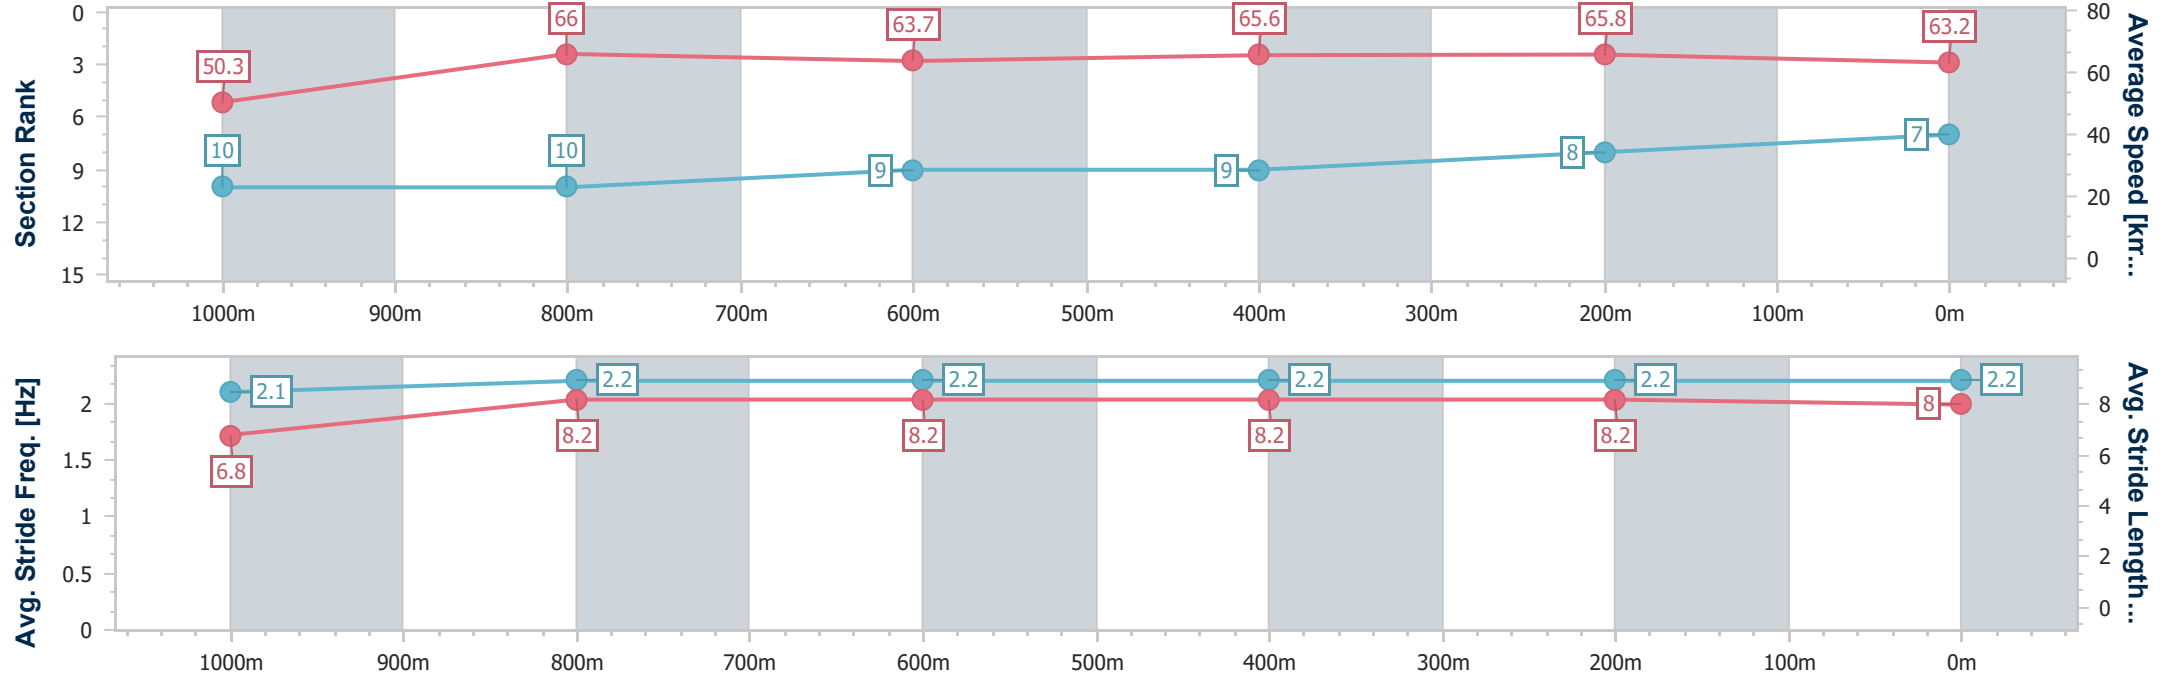 Section Rank
0
3
6
9
12
15
50.3
66
63.7
65.6
65.8
63.2
10
10
9
9
8
7
80
60
40
20
0
Average Speed [km...
1000m
900m
800m
700m
600m
500m
400m
300m
200m
100m
0m
Avg. Stride Freq. [Hz]
2
1.5
1
0.5
0
2.1
2.2
2.2
2.2
2.2
2.2
6.8
8.2
8.2
8.2
8.2
8
8
6
4
2
0
Avg. Stride Length...
1000m
900m
800m
700m
600m
500m
400m
300m
200m
100m
0m